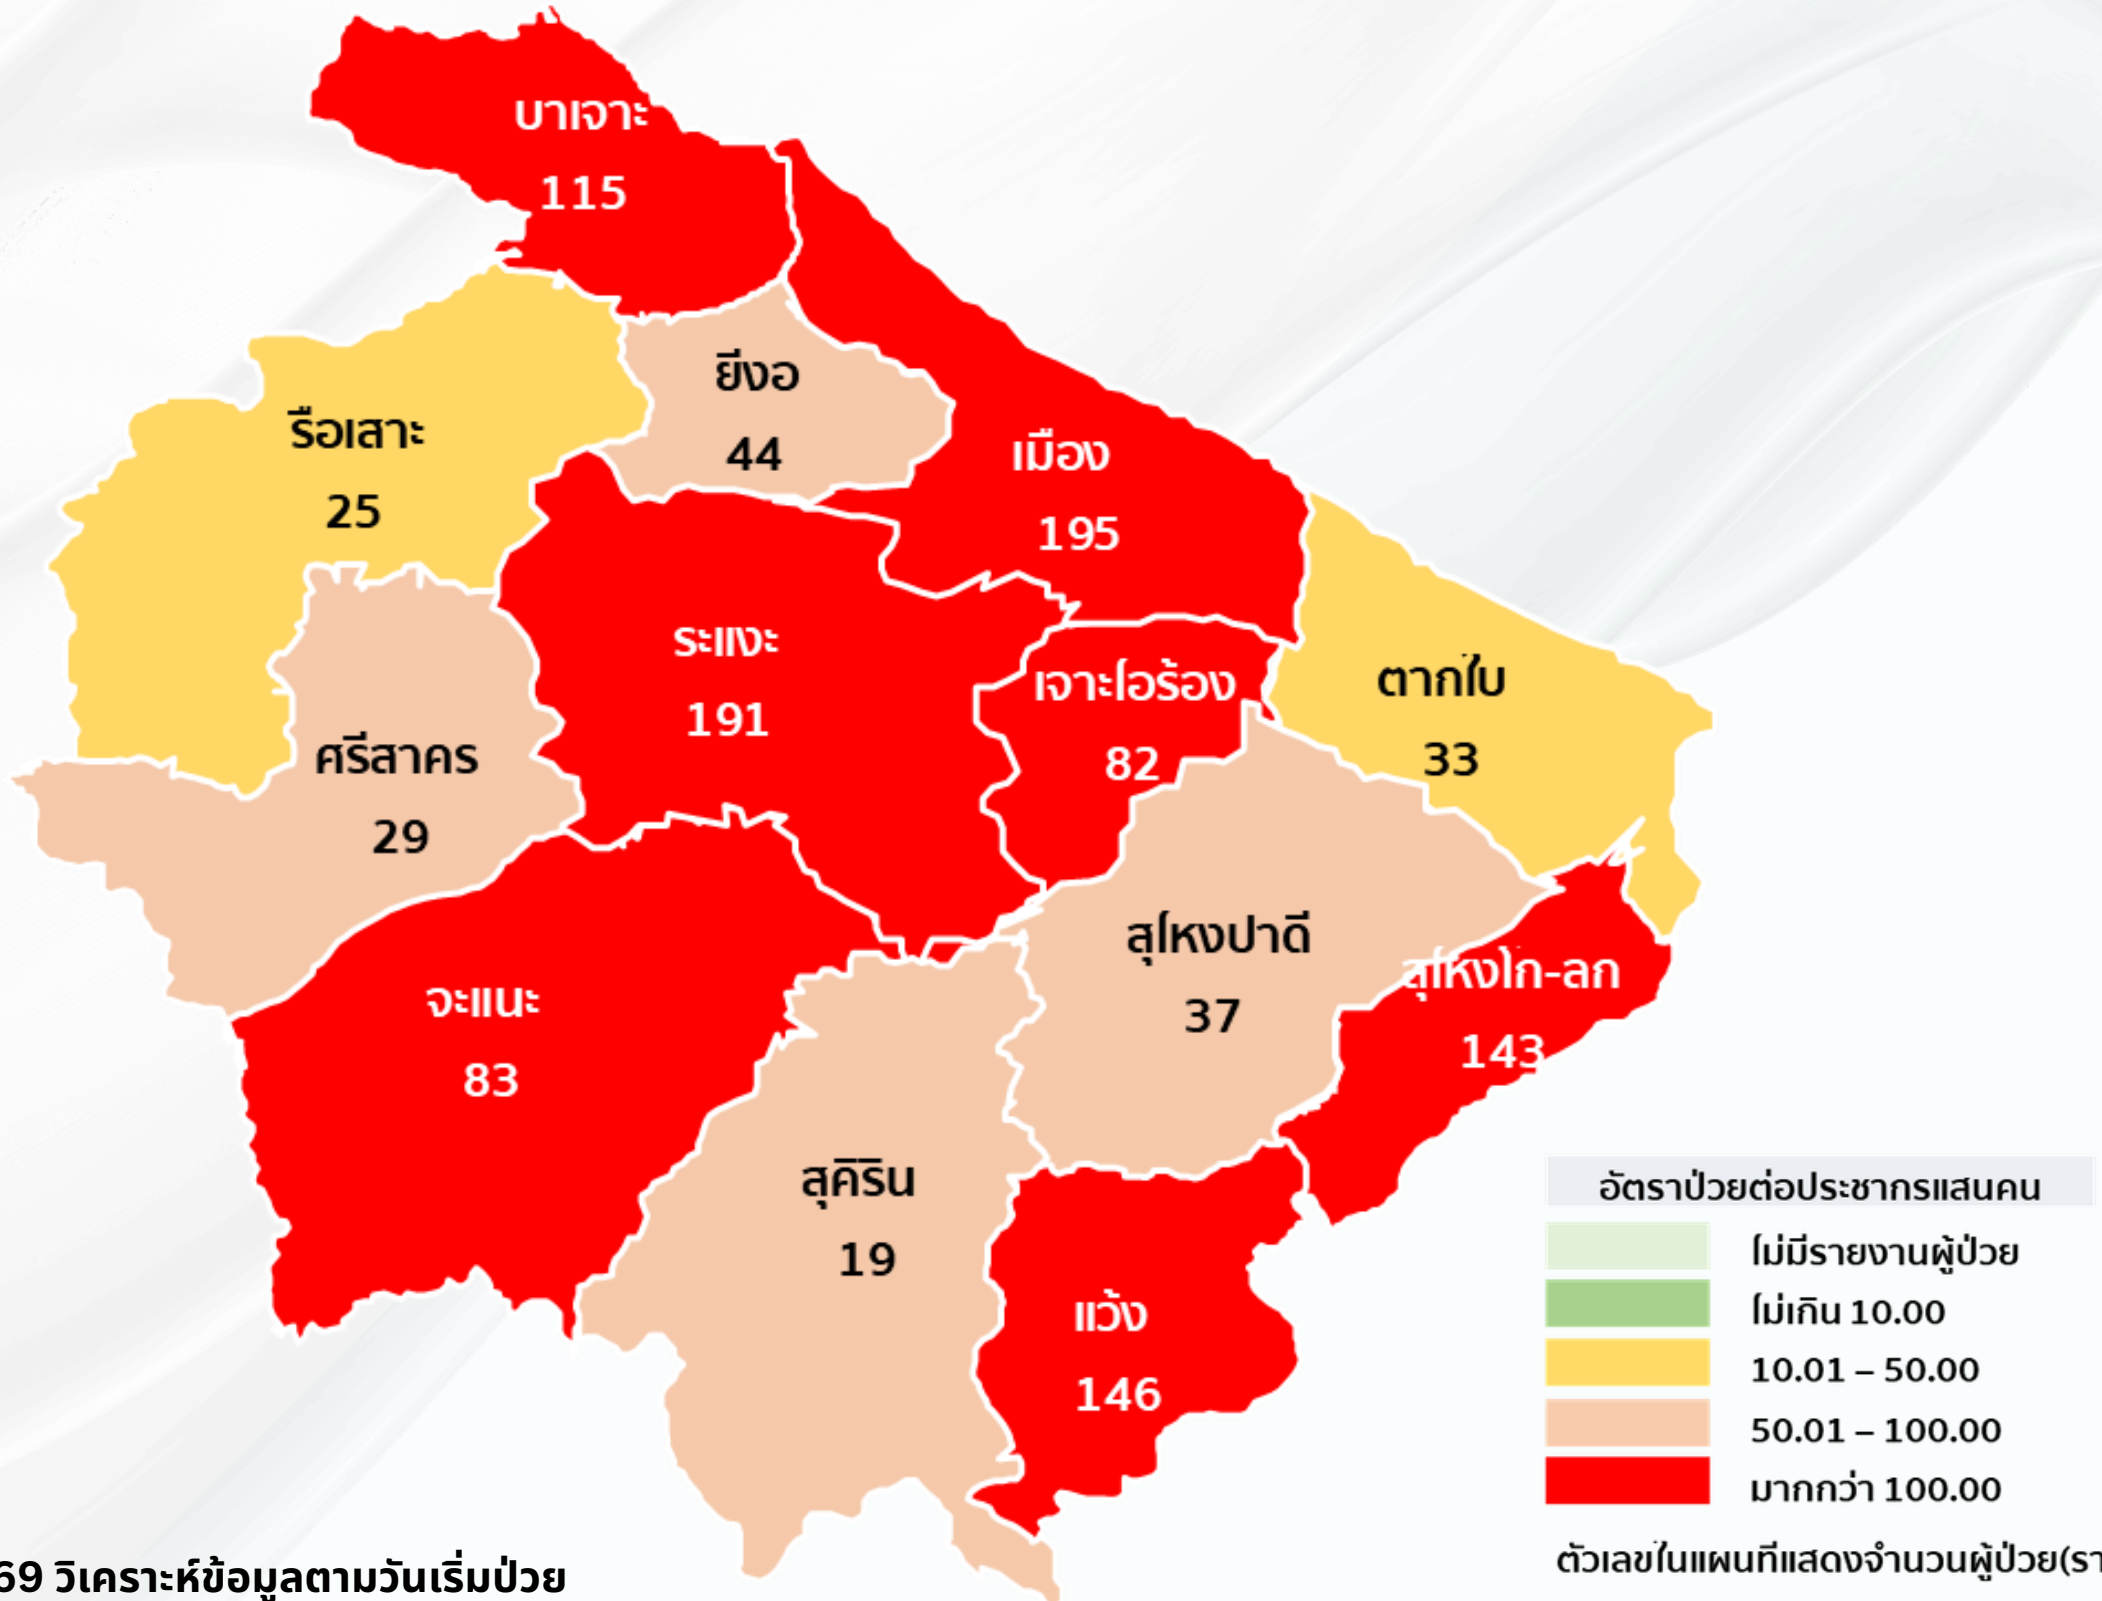 บาเจาะ
115
ยีงอ
44
รือเสาะ
25
เมือง
195
ระแงะ
191
เจาะไอร้อง
82
ตากใบ
33
ศรีสาคร
29
สุไหงปาดี
37
สุไหงโก-ลก
143
จะแนะ
83
สุคิริน
19
แว้ง
146
อัตราป่วยต่อประชากรแสนคน
ไม่มีรายงานผู้ป่วย
ไม่เกิน 10.00
10.01 – 50.00
50.01 – 100.00
มากกว่า 100.00
ตัวเลขในแผนที่แสดงจำนวนผู้ป่วย(รา
69 วิเคราะห์ข้อมูลตามวันเริ่มป่วย